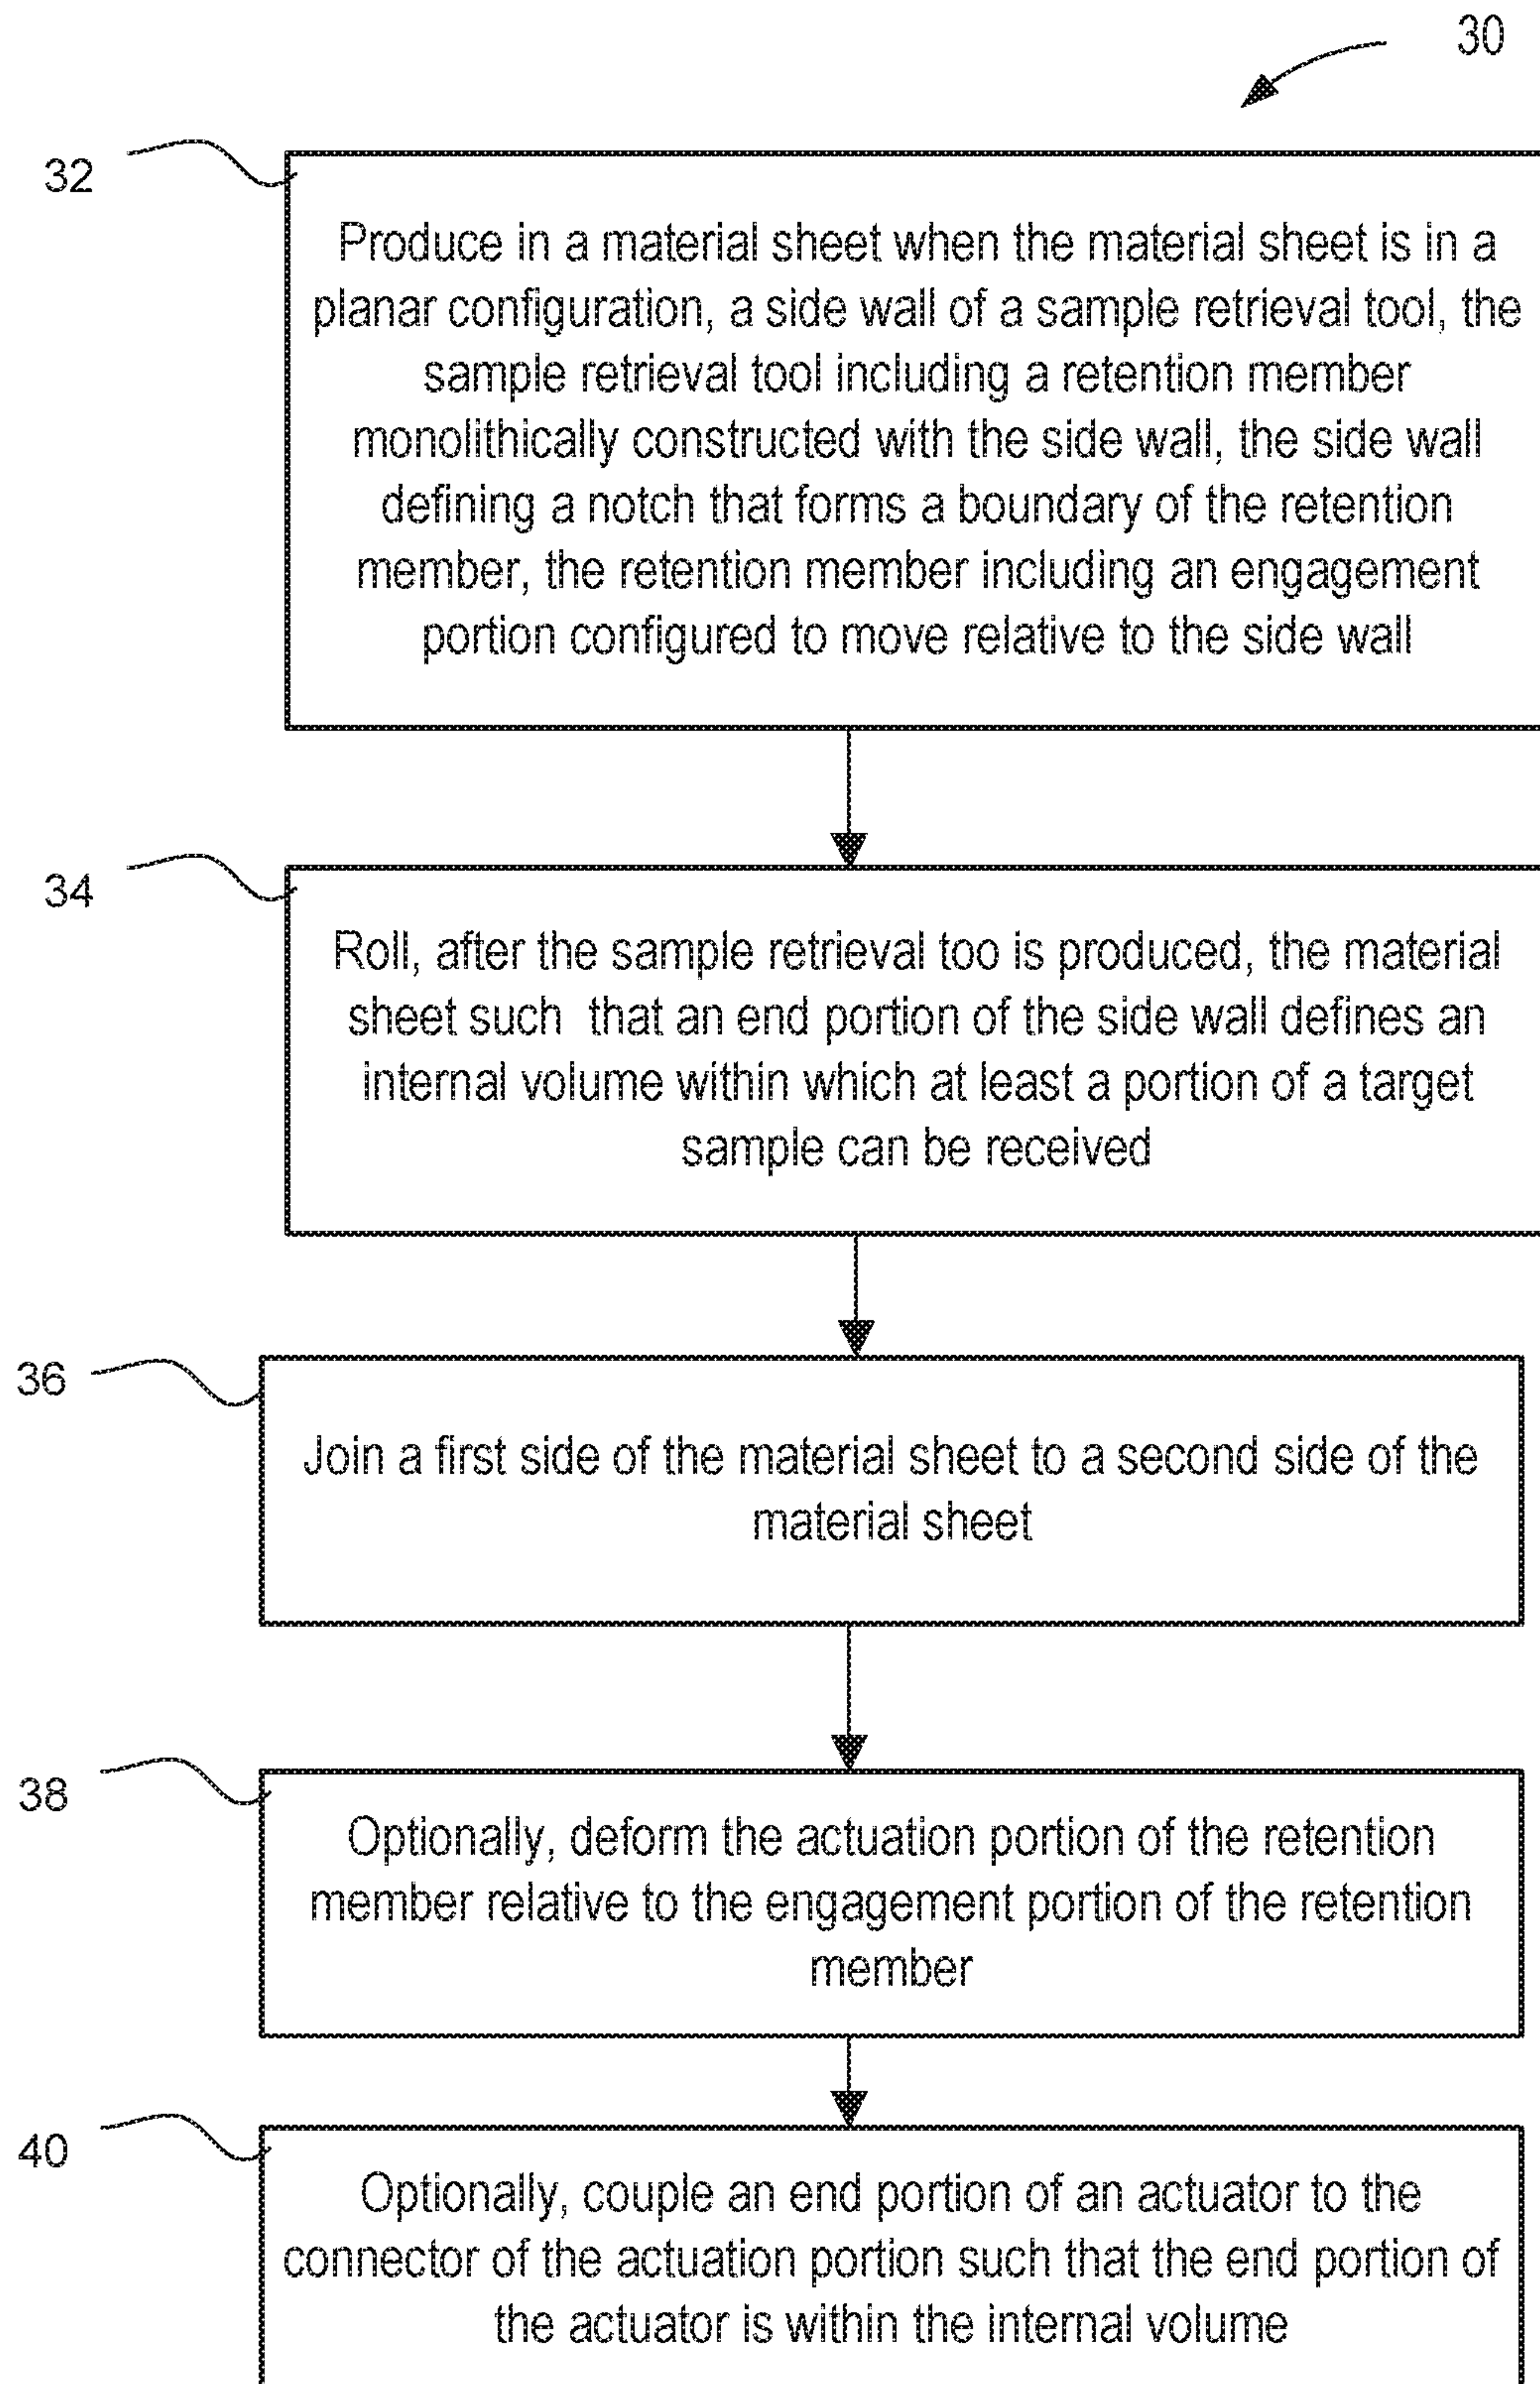 30
32
Produce in a material sheet when the material sheet is in a
planar configuration, a side wall of a sample retrieval tool, the
sample retrieval tool including a retention member
monolithically constructed with the side wall, the side wall
defining a notch that forms a boundary of the retention
member, the retention member including an engagement
portion configured to move relative to the side wall
34
Roll, after the sample retrieval too is produced, the material
sheet such that an end portion of the side wall defines an
internal volume within which at least a portion of a target
sample can be received
36
Join a first side of the material sheet to a second side of the
material sheet
38
Optionally, deform the actuation portion of the retention
member relative to the engagement portion of the retention
member
40
Optionally, couple an end portion of an actuator to the
connector of the actuation portion such that the end portion of
the actuator is within the internal volume